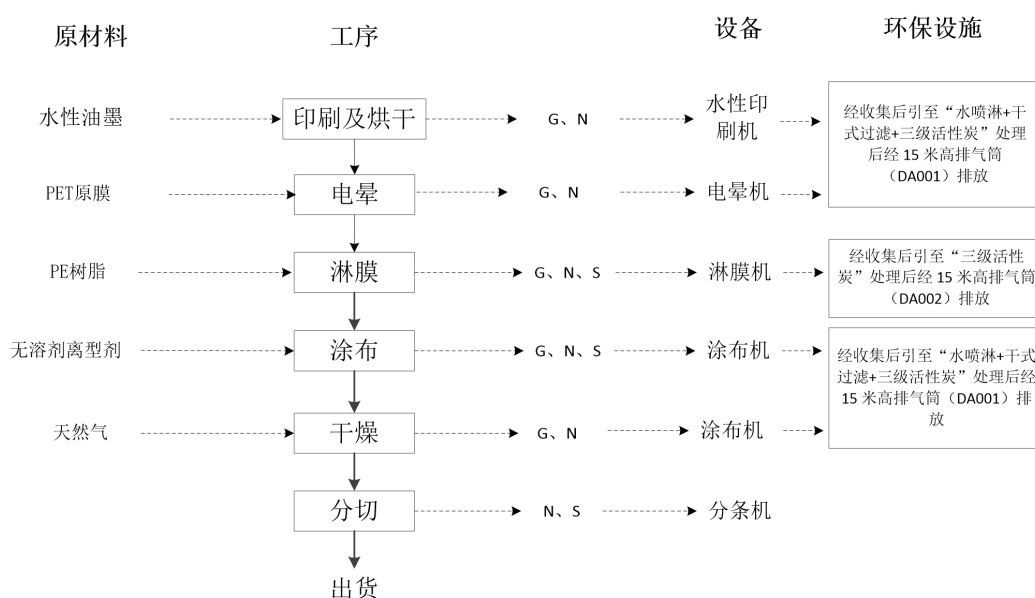 原材料
工序
设备
环保设施
水性油墨
印刷及烘干
G、N
水性印
刷机
经收集后引至“水喷淋+干
式过滤+三级活性炭”处理
后经 15 米高排气筒
（DA001）排放
PET原膜
电晕
G、N
电晕机
PE树脂
淋膜
G、N、S
淋膜机
经收集后引至“三级活性
炭”处理后经 15 米高排气筒
（DA002）排放
无溶剂离型剂
涂布
G、N、S
涂布机
经收集后引至“水喷淋+干式
过滤+三级活性炭”处理后经
15 米高排气筒（DA001）排
放
天然气
干燥
G、N
涂布机
分切
N、S
分条机
出货